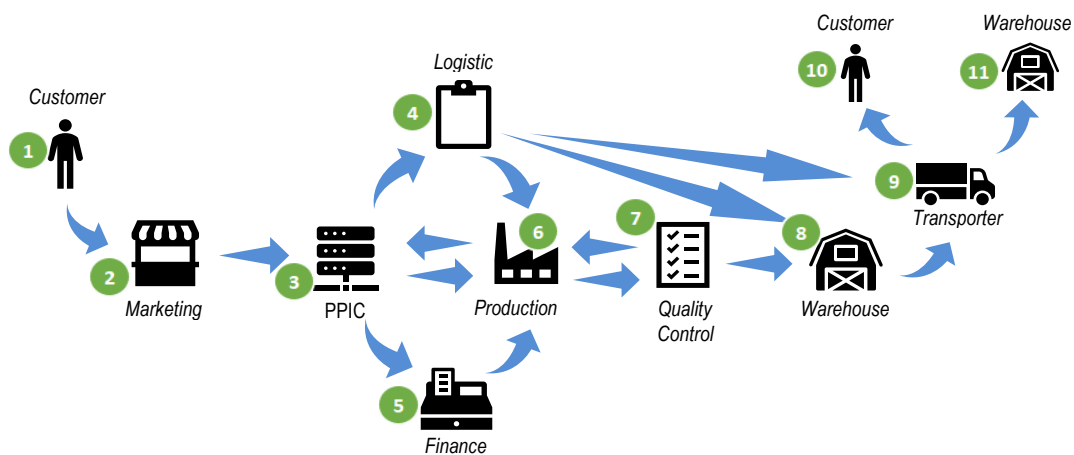 Customer
1
2
Marketing
3
PPIC
Logistic
4
5
Finance
6
Production
7
Quality
Control
8
Warehouse
9
Transporter
Customer
10
Warehouse
11